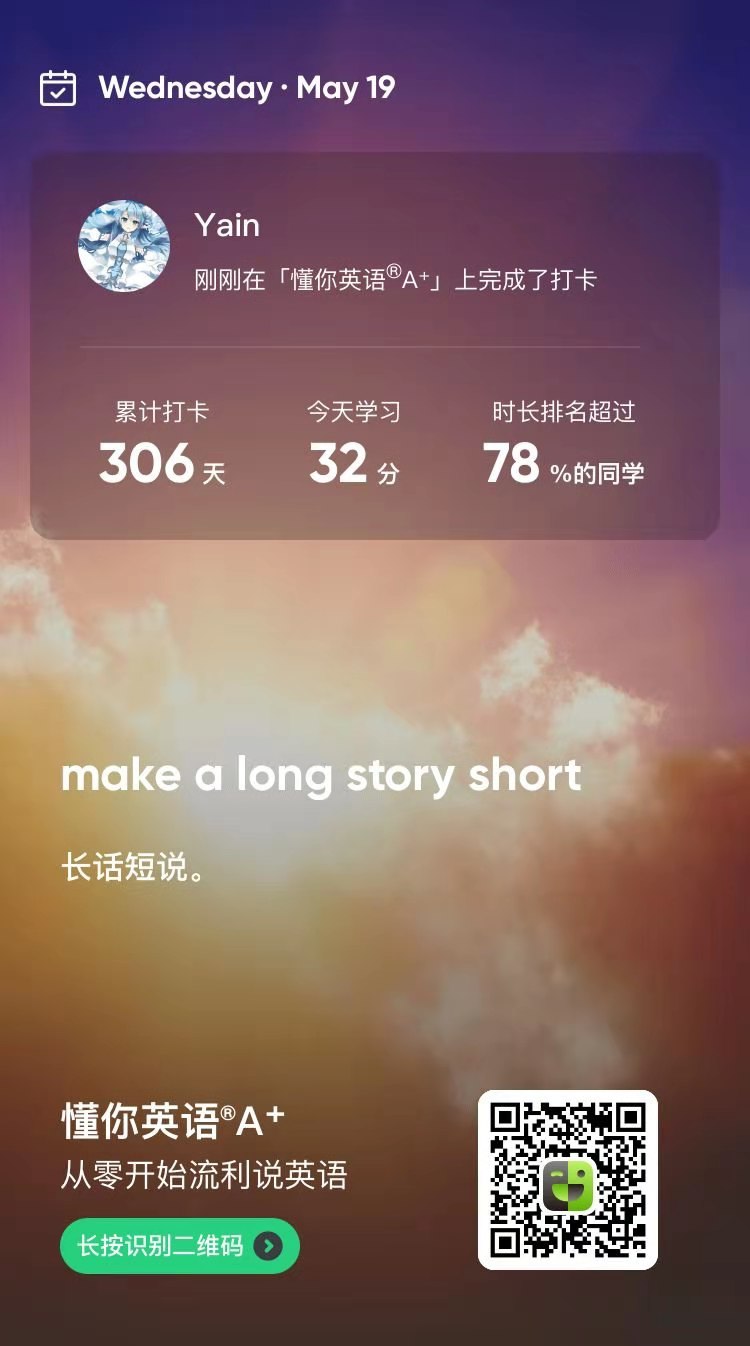 Wednesday · May 19
Yain
刚刚在「懂你英语®A⁺」上完成了打卡
累计打卡 今天学习 时长排名超过
306 天 32 分 78 %的同学
make a long story short
长话短说。
懂你英语®A⁺
从零开始流利说英语
长按识别二维码